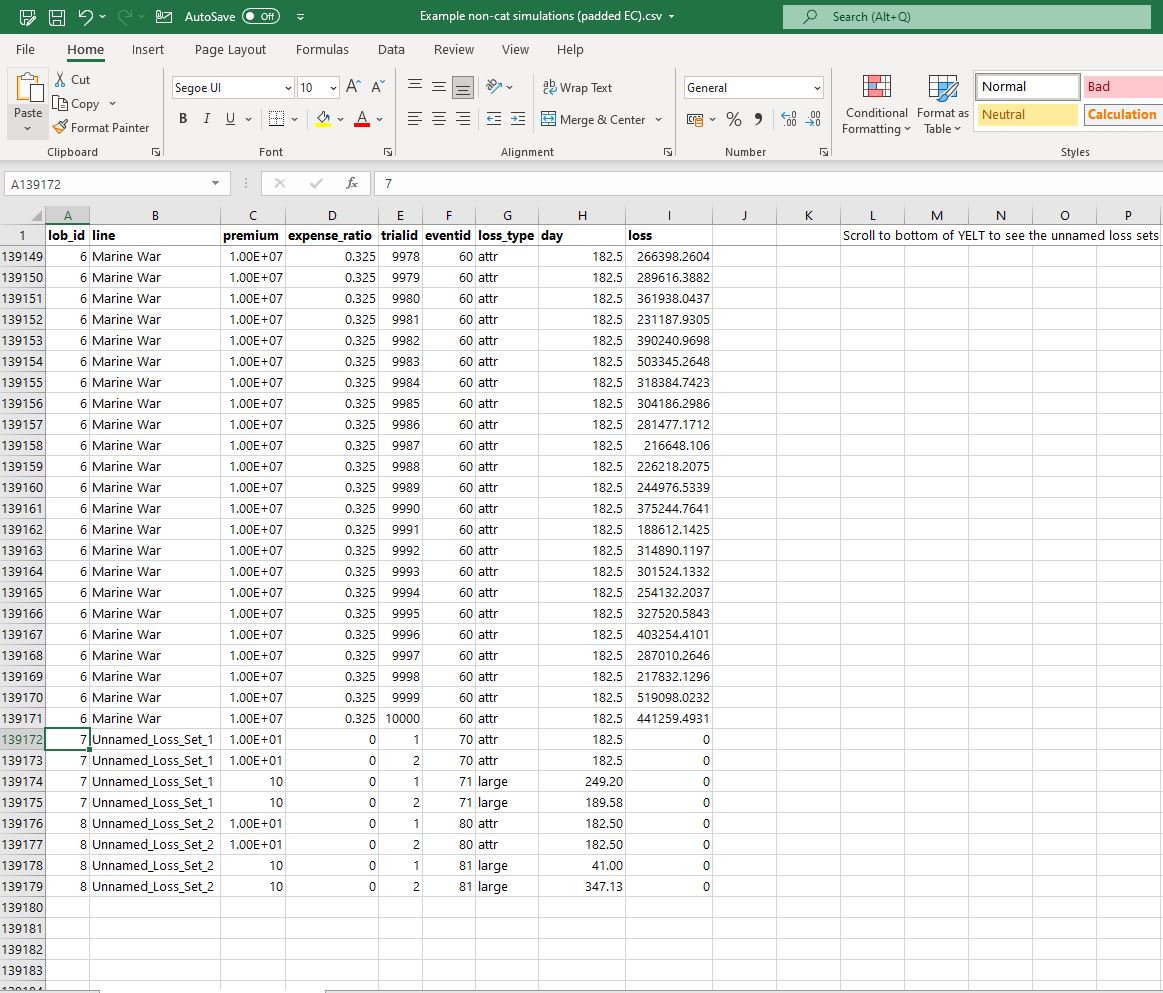 AutoSave Off Example non-cat simulations (padded EC).csv Search (Alt+Q)
File Home Insert Page Layout Formulas Data Review View Help
Paste Cut Segoe UI 10 A A Wrap Text General Conditional Formatting Format as Table Normal Bad
Copy
Format Painter B I U A Merge & Center % Neutral Calculation
Clipboard Font Alignment Number Styles
A139172 fx 7
A B C D E F G H I J K L M N O P
1 lob_id line premium expense_ratio trialid eventid loss_type day loss Scroll to bottom of YELT to see the unnamed loss sets
139149 6 Marine War 1.00E+07 0.325 9978 60 attr 182.5 266398.2604
139150 6 Marine War 1.00E+07 0.325 9979 60 attr 182.5 289616.3882
139151 6 Marine War 1.00E+07 0.325 9980 60 attr 182.5 361938.0437
139152 6 Marine War 1.00E+07 0.325 9981 60 attr 182.5 231187.9305
139153 6 Marine War 1.00E+07 0.325 9982 60 attr 182.5 390240.9698
139154 6 Marine War 1.00E+07 0.325 9983 60 attr 182.5 503345.2648
139155 6 Marine War 1.00E+07 0.325 9984 60 attr 182.5 318384.7423
139156 6 Marine War 1.00E+07 0.325 9985 60 attr 182.5 304186.2986
139157 6 Marine War 1.00E+07 0.325 9986 60 attr 182.5 281477.1712
139158 6 Marine War 1.00E+07 0.325 9987 60 attr 182.5 216648.106
139159 6 Marine War 1.00E+07 0.325 9988 60 attr 182.5 226218.2075
139160 6 Marine War 1.00E+07 0.325 9989 60 attr 182.5 244976.5339
139161 6 Marine War 1.00E+07 0.325 9990 60 attr 182.5 375244.7641
139162 6 Marine War 1.00E+07 0.325 9991 60 attr 182.5 188612.1425
139163 6 Marine War 1.00E+07 0.325 9992 60 attr 182.5 314890.1197
139164 6 Marine War 1.00E+07 0.325 9993 60 attr 182.5 301524.1332
139165 6 Marine War 1.00E+07 0.325 9994 60 attr 182.5 254132.2037
139166 6 Marine War 1.00E+07 0.325 9995 60 attr 182.5 327520.5843
139167 6 Marine War 1.00E+07 0.325 9996 60 attr 182.5 403254.4101
139168 6 Marine War 1.00E+07 0.325 9997 60 attr 182.5 287010.2646
139169 6 Marine War 1.00E+07 0.325 9998 60 attr 182.5 217832.1296
139170 6 Marine War 1.00E+07 0.325 9999 60 attr 182.5 519098.0232
139171 6 Marine War 1.00E+07 0.325 10000 60 attr 182.5 441259.4931
139172 7 Unnamed_Loss_Set_1 1.00E+01 0 1 70 attr 182.5 0
139173 7 Unnamed_Loss_Set_1 1.00E+01 0 2 70 attr 182.5 0
139174 7 Unnamed_Loss_Set_1 10 0 1 71 large 249.20 0
139175 7 Unnamed_Loss_Set_1 10 0 2 71 large 189.58 0
139176 8 Unnamed_Loss_Set_2 1.00E+01 0 1 80 attr 182.50 0
139177 8 Unnamed_Loss_Set_2 1.00E+01 0 2 80 attr 182.50 0
139178 8 Unnamed_Loss_Set_2 10 0 1 81 large 41.00 0
139179 8 Unnamed_Loss_Set_2 10 0 2 81 large 347.13 0
139180
139181
139182
139183